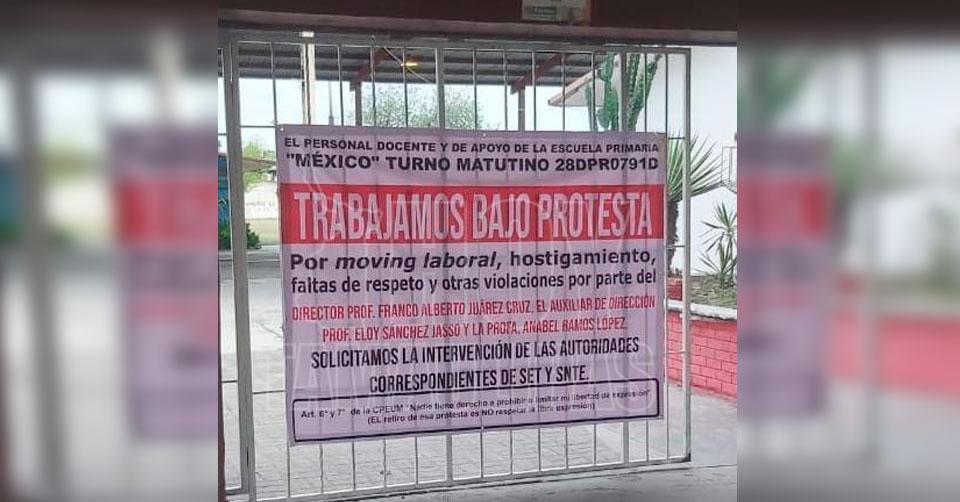 EL PERSONAL DOCENTE Y DE APOYO DE LA ESCUELA PRIMARIA
"MÉXICO" TURNO MATUTINO 28DPR0791D
TRABAJAMOS BAJO PROTESTA
Por moving laboral, hostigamiento,
faltas de respeto y otras violaciones por parte del
DIRECTOR PROF. FRANCO ALBERTO JUÁREZ CRUZ, EL AUXILIAR DE DIRECCIÓN
PROF. ELOY SÁNCHEZ JASSO Y LA PROFA. ANABEL RAMOS LÓPEZ.
SOLICITAMOS LA INTERVENCIÓN DE LAS AUTORIDADES
CORRESPONDIENTES DE SET Y SNTE.
Art. 6° y 7° de la CPEUM "Nadie tiene derecho a prohibir o limitar mi libertad de expresión".
(EL retiro de esa protesta es NO respetar la libre expresión)